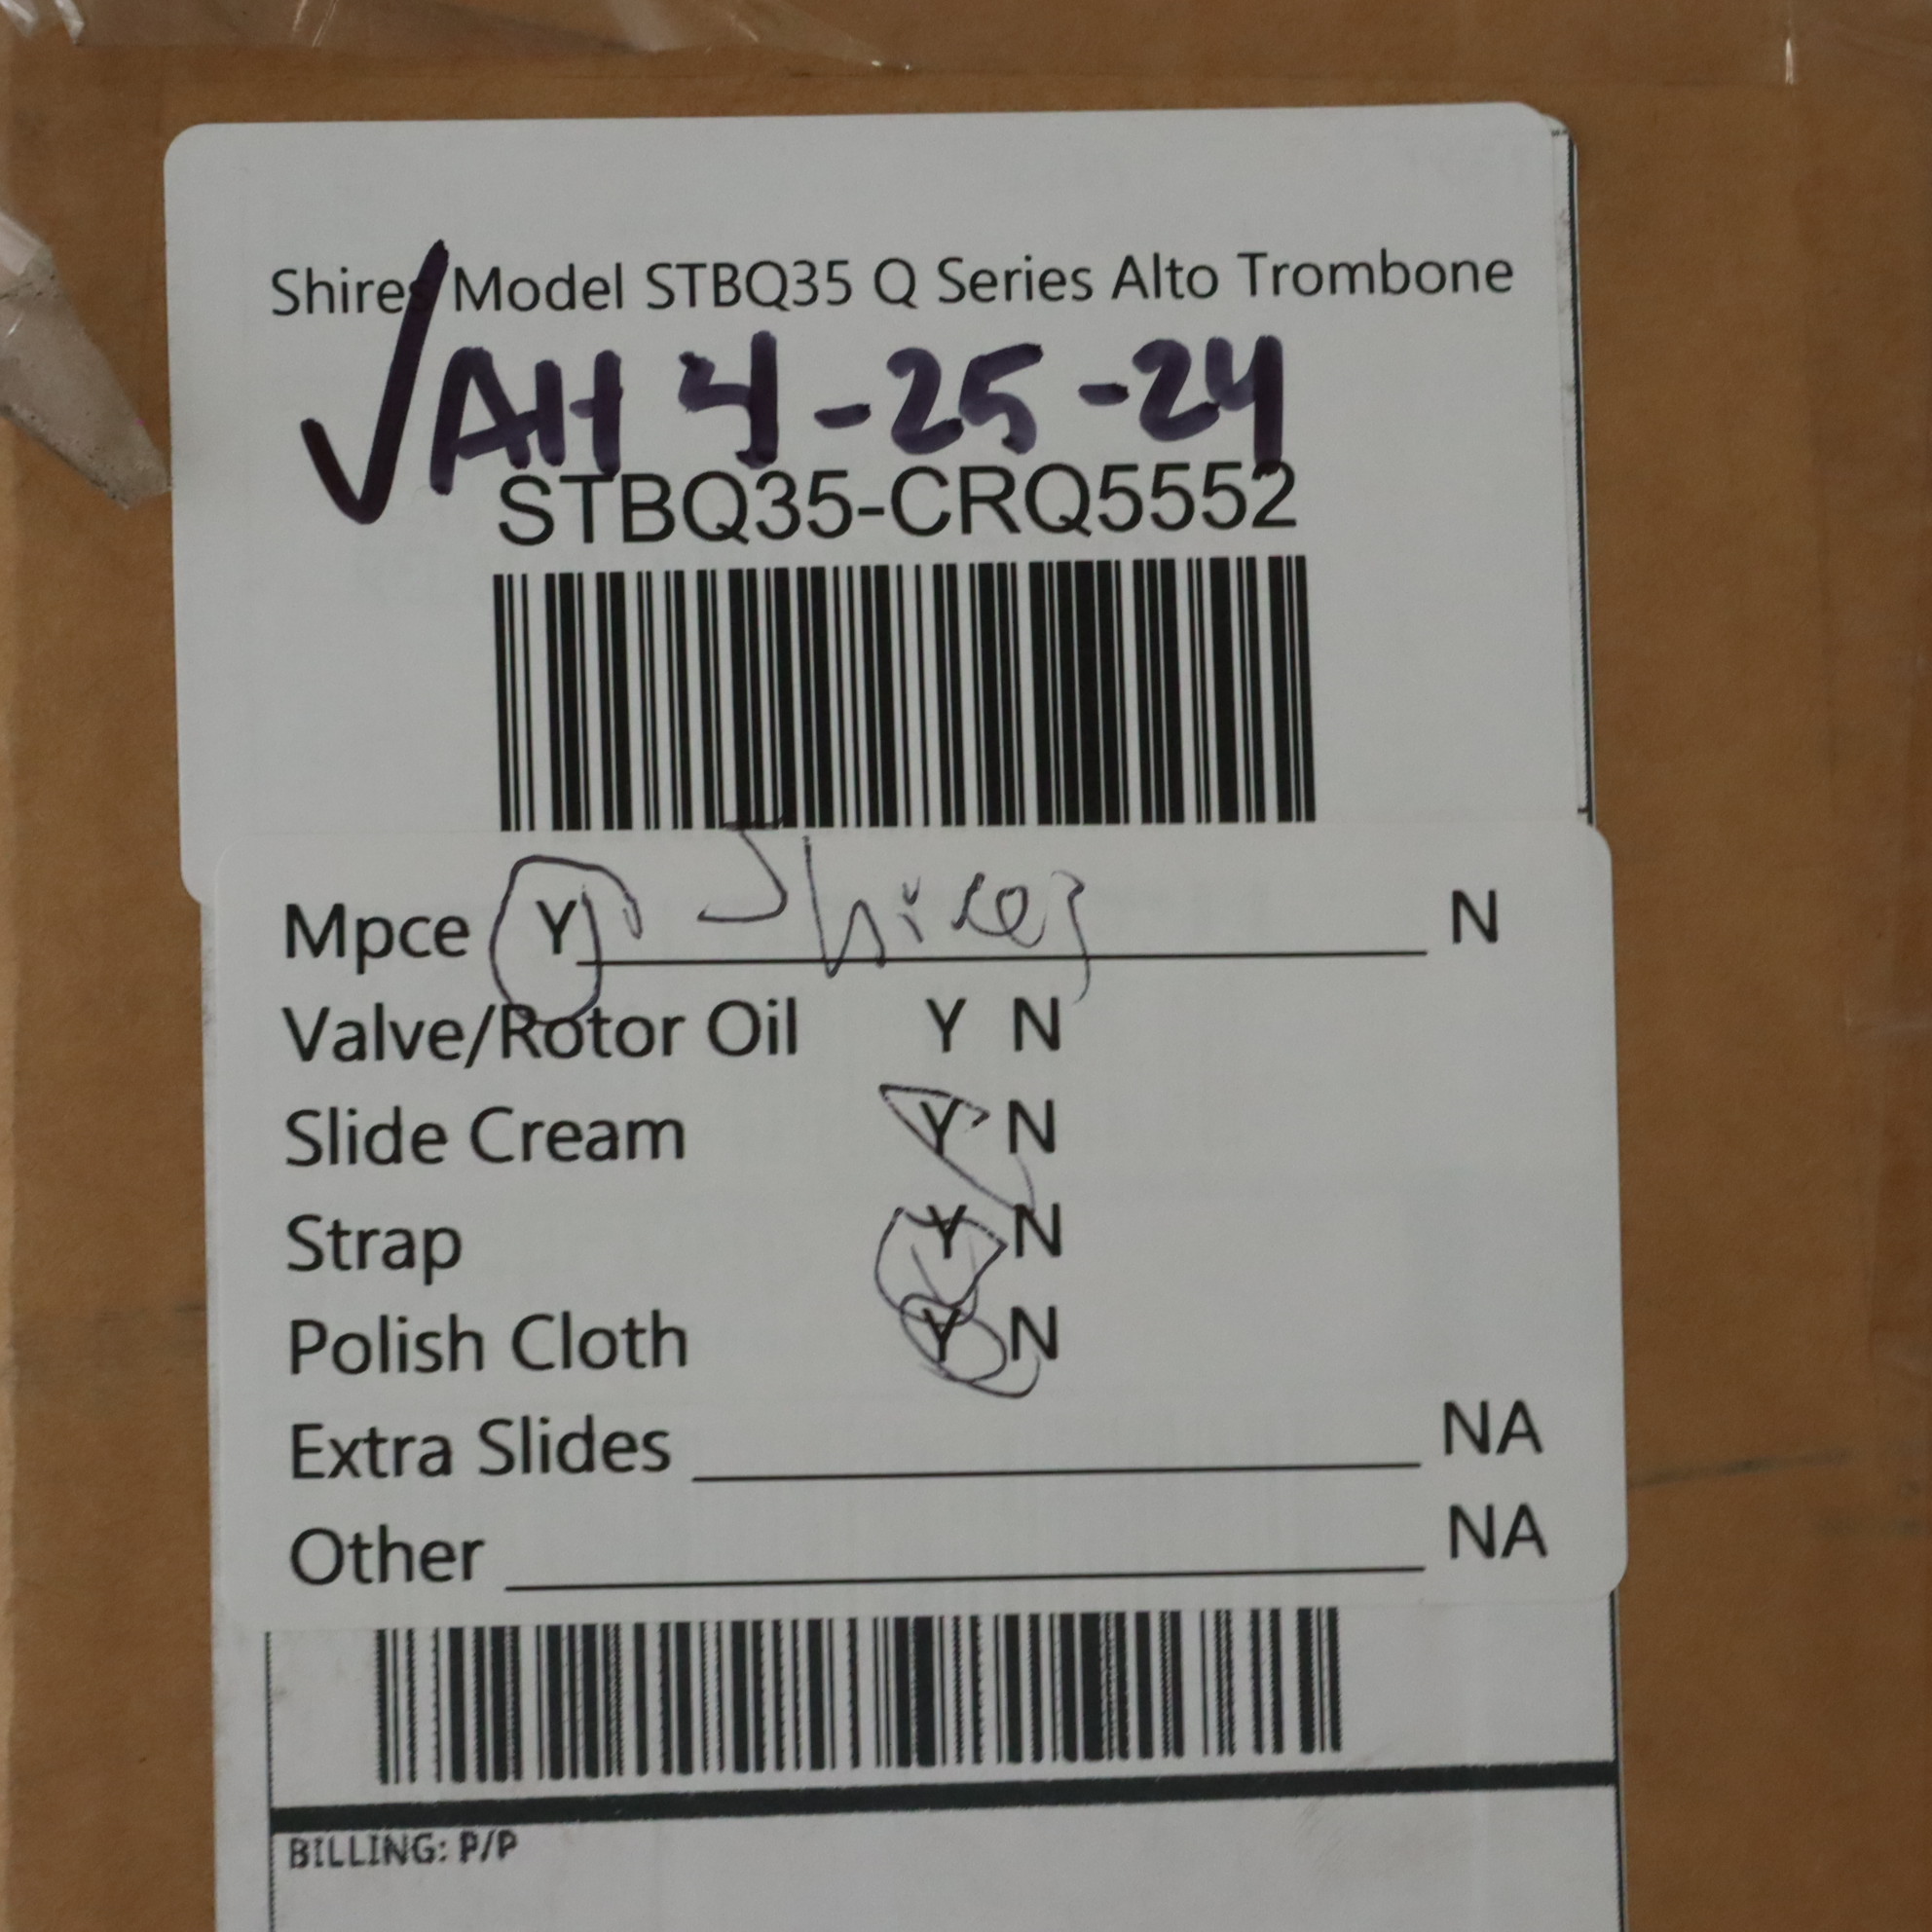 Shires Model STBQ35 Q Series Alto Trombone
√AH 4-25-24
STBQ35-CRQ5552
Mpce Y Shires N
Valve/Rotor Oil Y N
Slide Cream Y N
Strap Y N
Polish Cloth Y N
Extra Slides NA
Other NA
BILLING: P/P